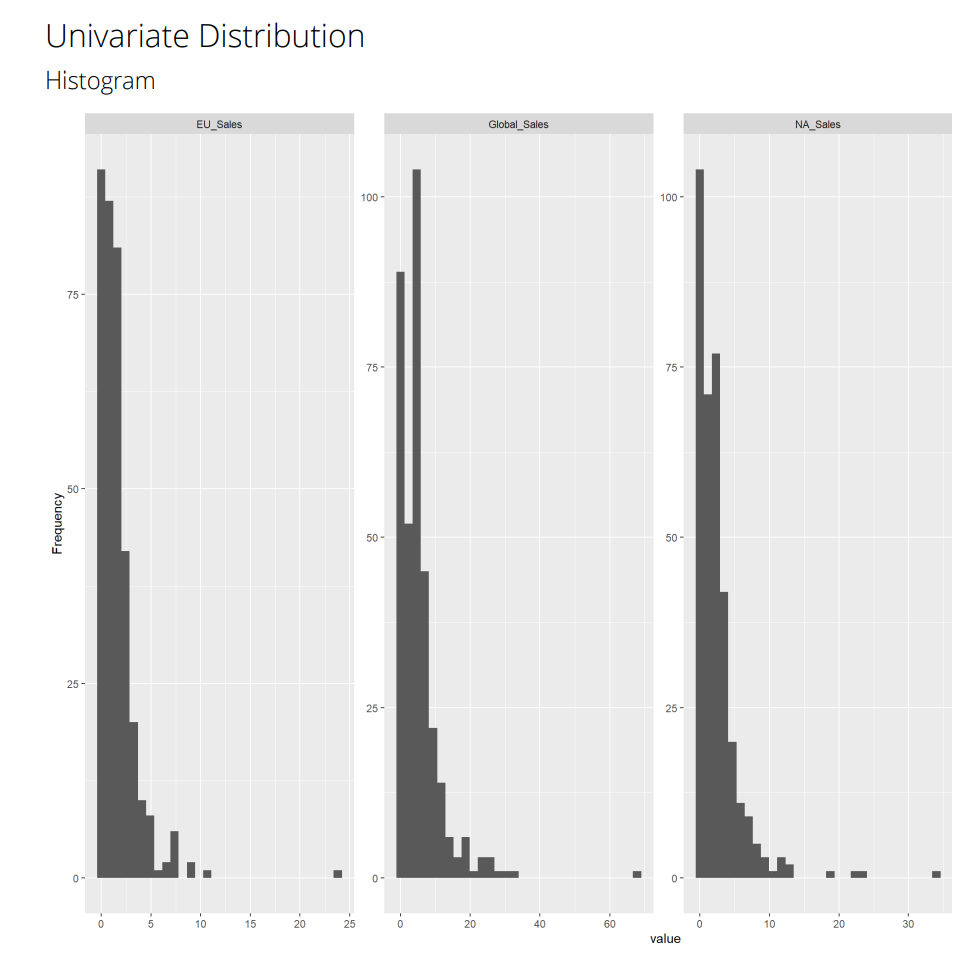 Univariate Distribution
Histogram
EU_Sales
Global_Sales
NA_Sales
Frequency
75
50
25
0
0 5 10 15 20 25
100
75
50
25
0
0 20 40 60
100
75
50
25
0
0 10 20 30
value